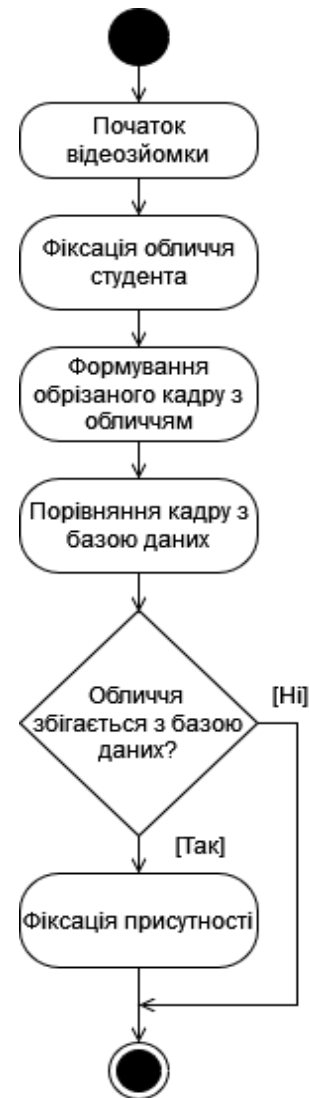 Початок
відеозйомки
Фіксація обличчя
студента
Формування
обрізаного кадру з
обличчям
Порівняння кадру з
базою даних
Обличчя
збігається з базою
даних?
[Ні]
[Так]
Фіксація присутності